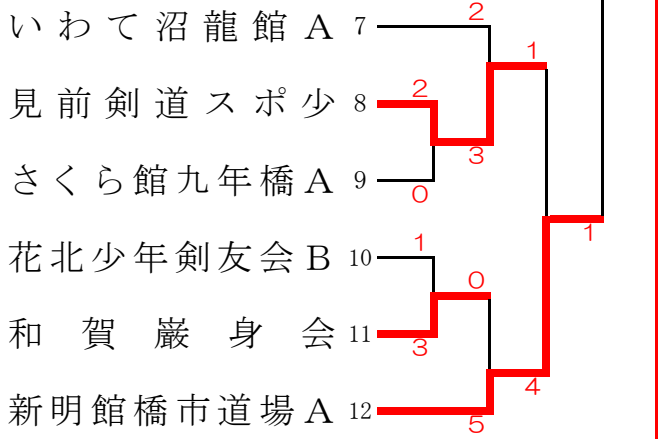 いわて沼龍館A 7 2
1
見前剣道スポ少 8 2
3
さくら館九年橋A 9 0
1
花北少年剣友会B 10 1
0
和賀巌身会 11 3
4
新明館橋市道場A 12 5